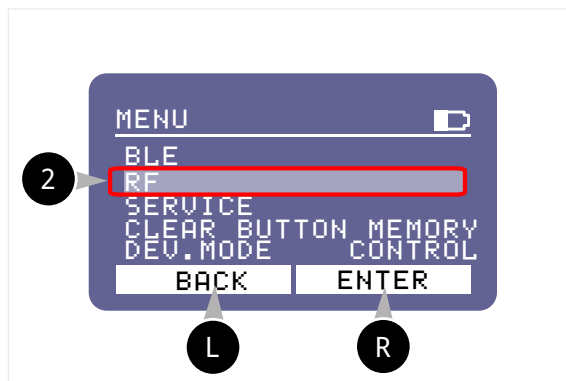 MENU
BLE
2
RF
SERVICE
CLEAR BUTTON MEMORY
DEV.MODE CONTROL
BACK ENTER
L R